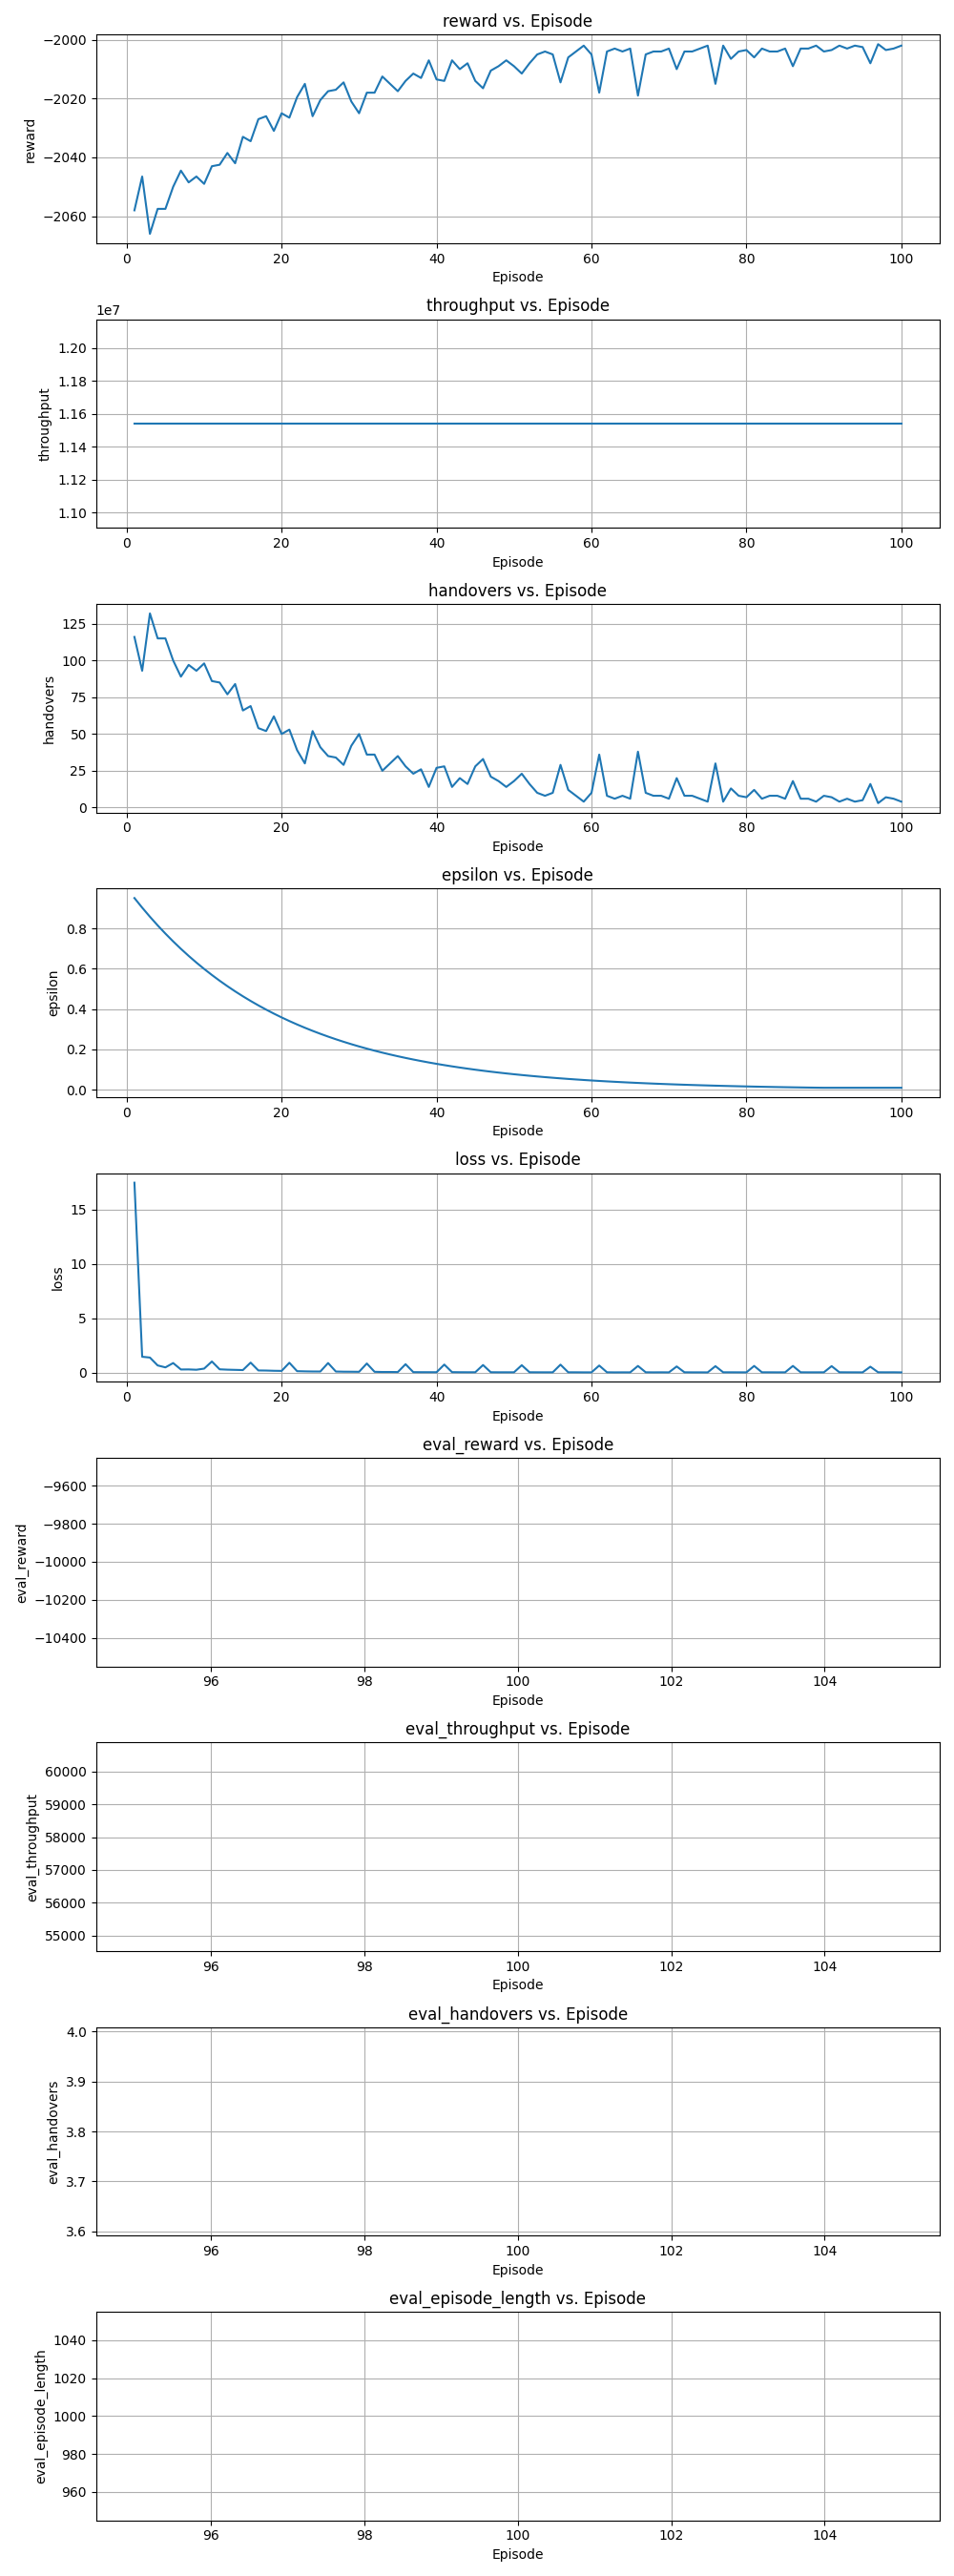 reward vs. Episode
−2000
−2020
−2040
−2060
reward
0 20 40 60 80 100
Episode
throughput vs. Episode
1e7
1.20
1.18
1.16
1.14
1.12
1.10
throughput
0 20 40 60 80 100
Episode
handovers vs. Episode
125
100
75
50
25
0
handovers
0 20 40 60 80 100
Episode
epsilon vs. Episode
0.8
0.6
0.4
0.2
0.0
epsilon
0 20 40 60 80 100
Episode
loss vs. Episode
15
10
5
0
loss
0 20 40 60 80 100
Episode
eval_reward vs. Episode
−9600
−9800
−10000
−10200
−10400
eval_reward
96 98 100 102 104
Episode
eval_throughput vs. Episode
60000
59000
58000
57000
56000
55000
eval_throughput
96 98 100 102 104
Episode
eval_handovers vs. Episode
4.0
3.9
3.8
3.7
3.6
eval_handovers
96 98 100 102 104
Episode
eval_episode_length vs. Episode
1040
1020
1000
980
960
eval_episode_length
96 98 100 102 104
Episode